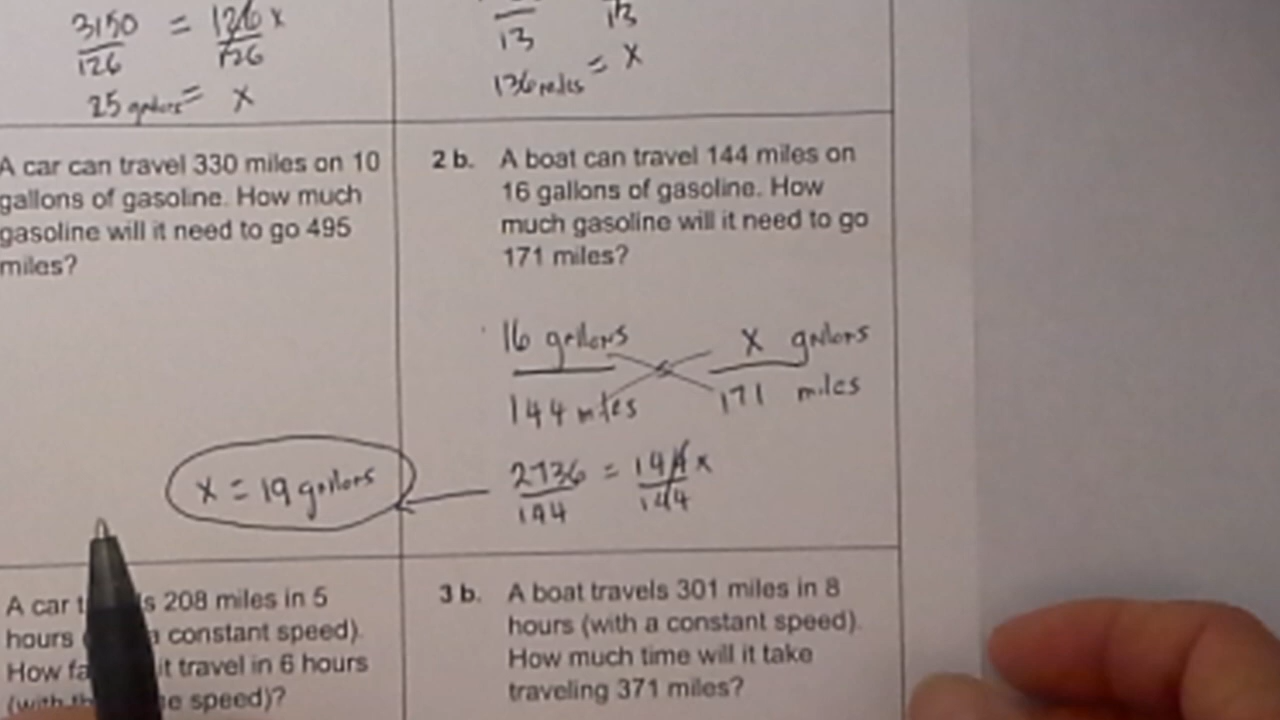 3150 = 126 x
126 126
25 gallons = x
13 13
136 miles = x
A car can travel 330 miles on 10
gallons of gasoline. How much
gasoline will it need to go 495
miles?
2 b. A boat can travel 144 miles on
16 gallons of gasoline. How
much gasoline will it need to go
171 miles?
16 gallons x gallons
144 miles 171 miles
2736 = 144 x
144 144
x = 19 gallons
A car t s 208 miles in 5
hours a constant speed).
How fa it travel in 6 hours
(with th e speed)?
3 b. A boat travels 301 miles in 8
hours (with a constant speed).
How much time will it take
traveling 371 miles?